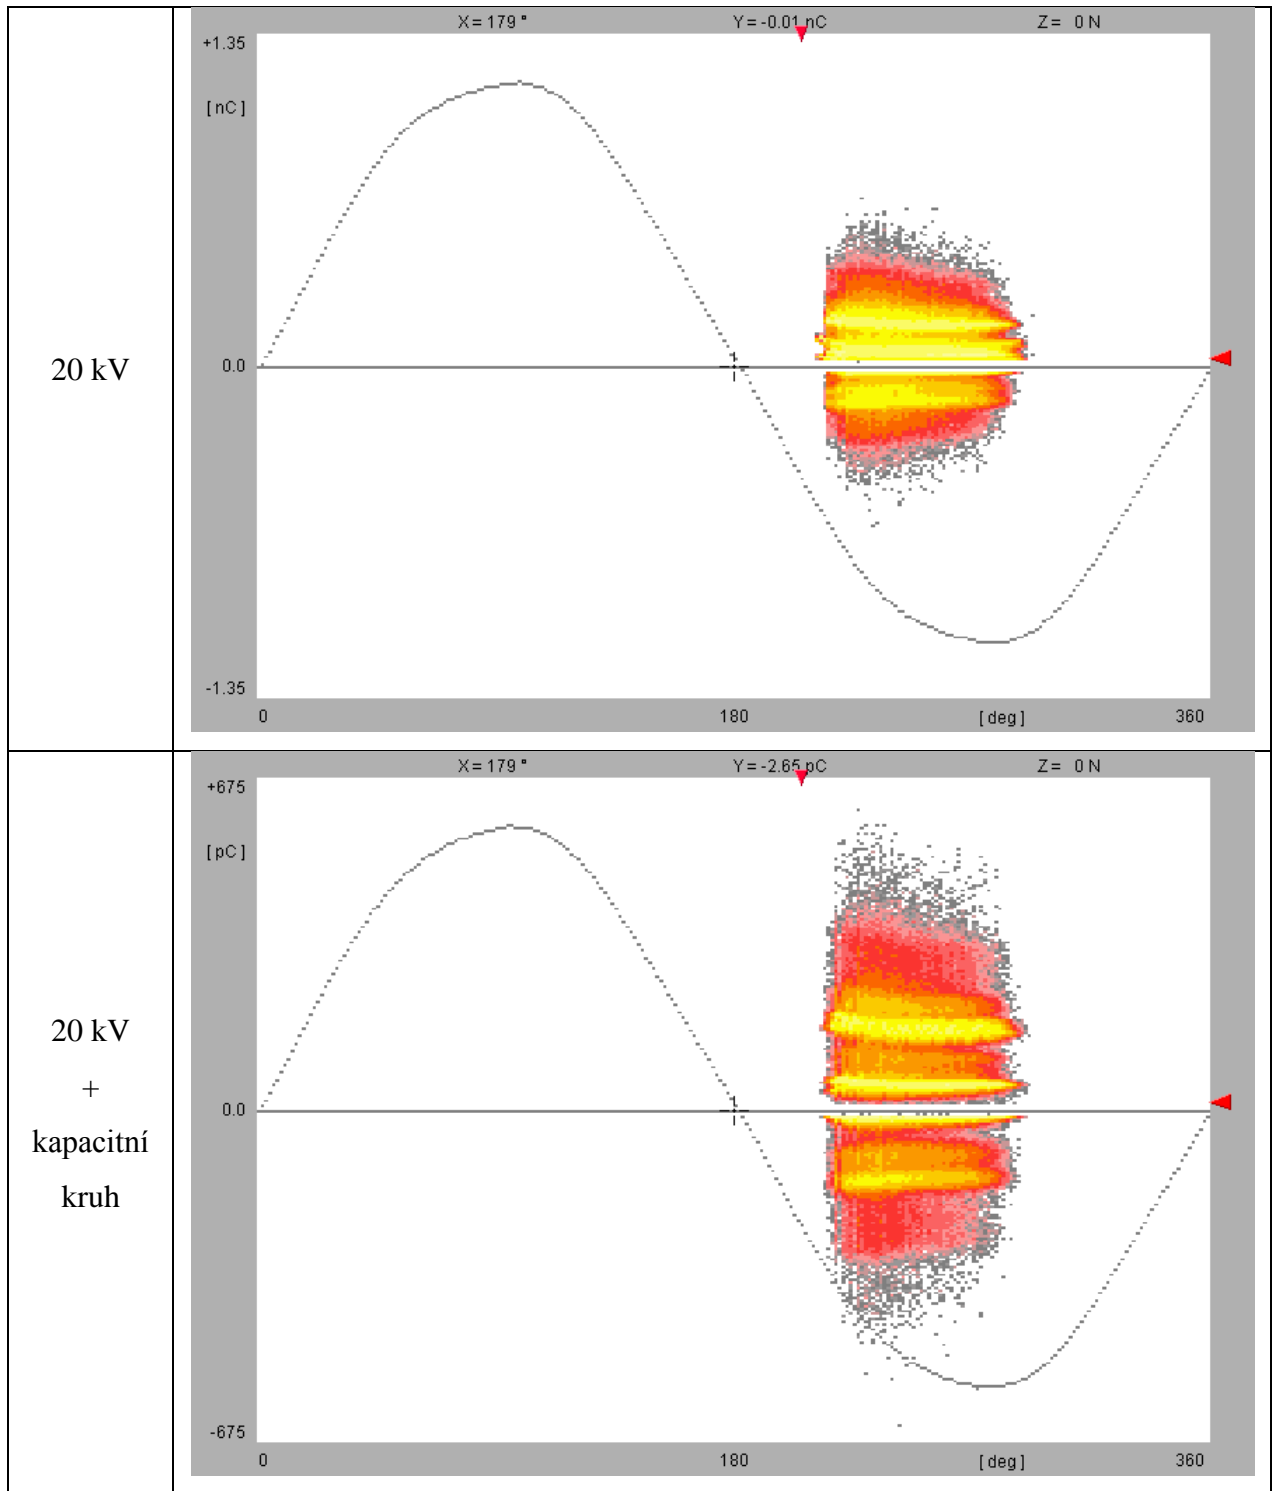 X = 179 ° Y = -0.01 nC Z = 0 N
+1.35
[nC]
20 kV
0.0
-1.35
0 180 [deg] 360
X = 179 ° Y = -2.65 pC Z = 0 N
+675
[pC]
20 kV
+
kapacitní
kruh
0.0
-675
0 180 [deg] 360